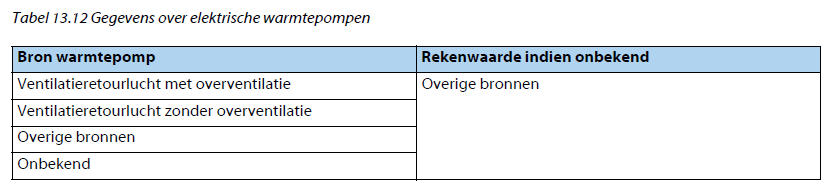 Tabel 13.12 Gegevens over elektrische warmtepompen
Bron warmtepomp Rekenwaarde indien onbekend
Ventilatieretourlucht met overventilatie Overige bronnen
Ventilatieretourlucht zonder overventilatie
Overige bronnen
Onbekend